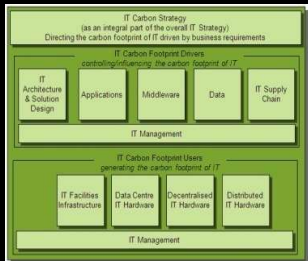 IT Carbon Strategy
(as an integral part of the overall IT Strategy)
Directing the carbon footprint of IT driven by business requirements
IT Carbon Footprint Drivers
controlling/influencing the carbon footprint of IT
IT
Architecture
& Solution
Design
Applications
Middleware
Data
IT Supply
Chain
IT Management
IT Carbon Footprint Users
generating the carbon footprint of IT
IT Facilities
Infrastructure
Data Centre
IT Hardware
Decentralised
IT Hardware
Distributed
IT Hardware
IT Management